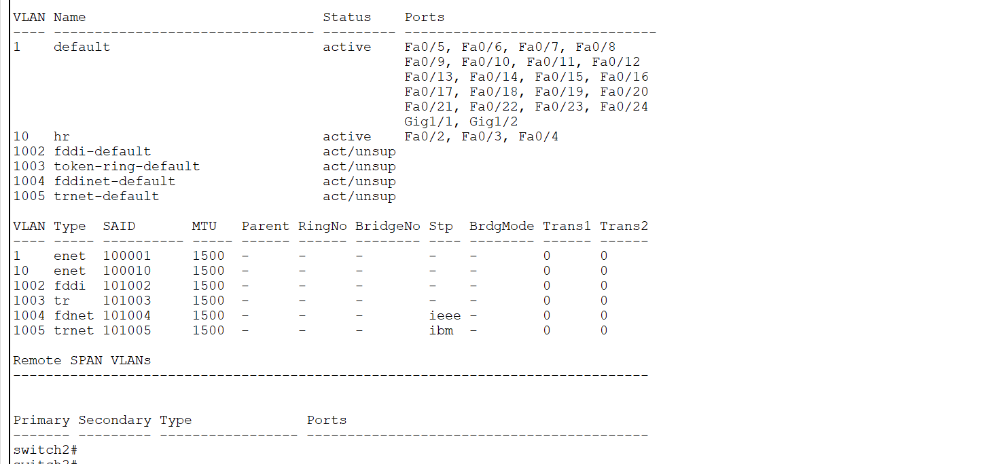 VLAN Name                             Status    Ports
---- -------------------------------- --------- -------------------------------
1    default                          active    Fa0/5, Fa0/6, Fa0/7, Fa0/8
                                                Fa0/9, Fa0/10, Fa0/11, Fa0/12
                                                Fa0/13, Fa0/14, Fa0/15, Fa0/16
                                                Fa0/17, Fa0/18, Fa0/19, Fa0/20
                                                Fa0/21, Fa0/22, Fa0/23, Fa0/24
                                                Gig1/1, Gig1/2
10   hr                               active    Fa0/2, Fa0/3, Fa0/4
1002 fddi-default                     act/unsup
1003 token-ring-default               act/unsup
1004 fddinet-default                  act/unsup
1005 trnet-default                    act/unsup

VLAN Type  SAID       MTU   Parent RingNo BridgeNo Stp  BrdgMode Trans1 Trans2
---- ----- ---------- ----- ------ ------ -------- ---- -------- ------ ------
1    enet  100001     1500  -      -      -        -    -        0      0
10   enet  100010     1500  -      -      -        -    -        0      0
1002 fddi  101002     1500  -      -      -        -    -        0      0
1003 tr    101003     1500  -      -      -        -    -        0      0
1004 fdnet 101004     1500  -      -      -        ieee -        0      0
1005 trnet 101005     1500  -      -      -        ibm  -        0      0

Remote SPAN VLANs
------------------------------------------------------------------------------

Primary Secondary Type              Ports
------- --------- ----------------- ------------------------------------------
switch2#
switch2#